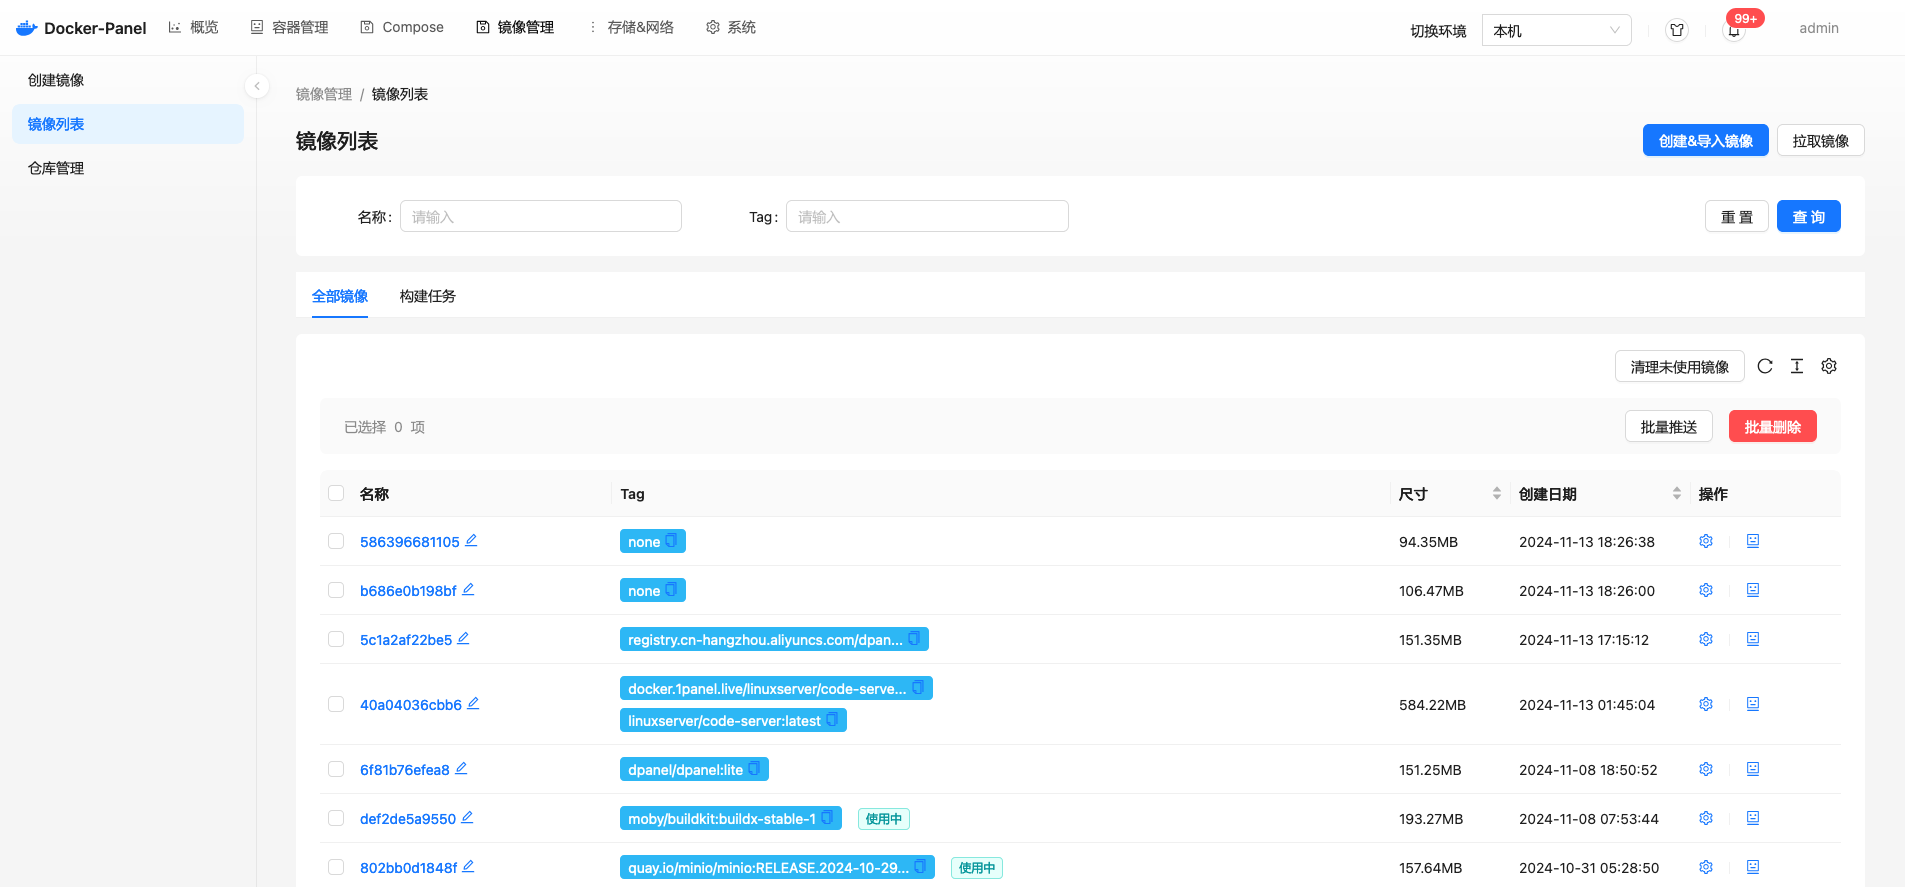 Docker-Panel 概览 容器管理 Compose 镜像管理 存储&网络 系统 切换环境 本机 99+ admin
创建镜像
镜像列表
仓库管理
镜像管理 / 镜像列表
镜像列表 创建&导入镜像 拉取镜像
名称: 请输入 Tag: 请输入 重 置 查 询
全部镜像 构建任务
清理未使用镜像
已选择 0 项 批量推送 批量删除
名称 Tag 尺寸 创建日期 操作
586396681105 none 94.35MB 2024-11-13 18:26:38
b686e0b198bf none 106.47MB 2024-11-13 18:26:00
5c1a2af22be5 registry.cn-hangzhou.aliyuncs.com/dpan... 151.35MB 2024-11-13 17:15:12
docker.1panel.live/linuxserver/code-serve...
40a04036cbb6 584.22MB 2024-11-13 01:45:04
linuxserver/code-server:latest
6f81b76efea8 dpanel/dpanel:lite 151.25MB 2024-11-08 18:50:52
def2de5a9550 moby/buildkit:buildx-stable-1 使用中 193.27MB 2024-11-08 07:53:44
802bb0d1848f quay.io/minio/minio:RELEASE.2024-10-29... 使用中 157.64MB 2024-10-31 05:28:50